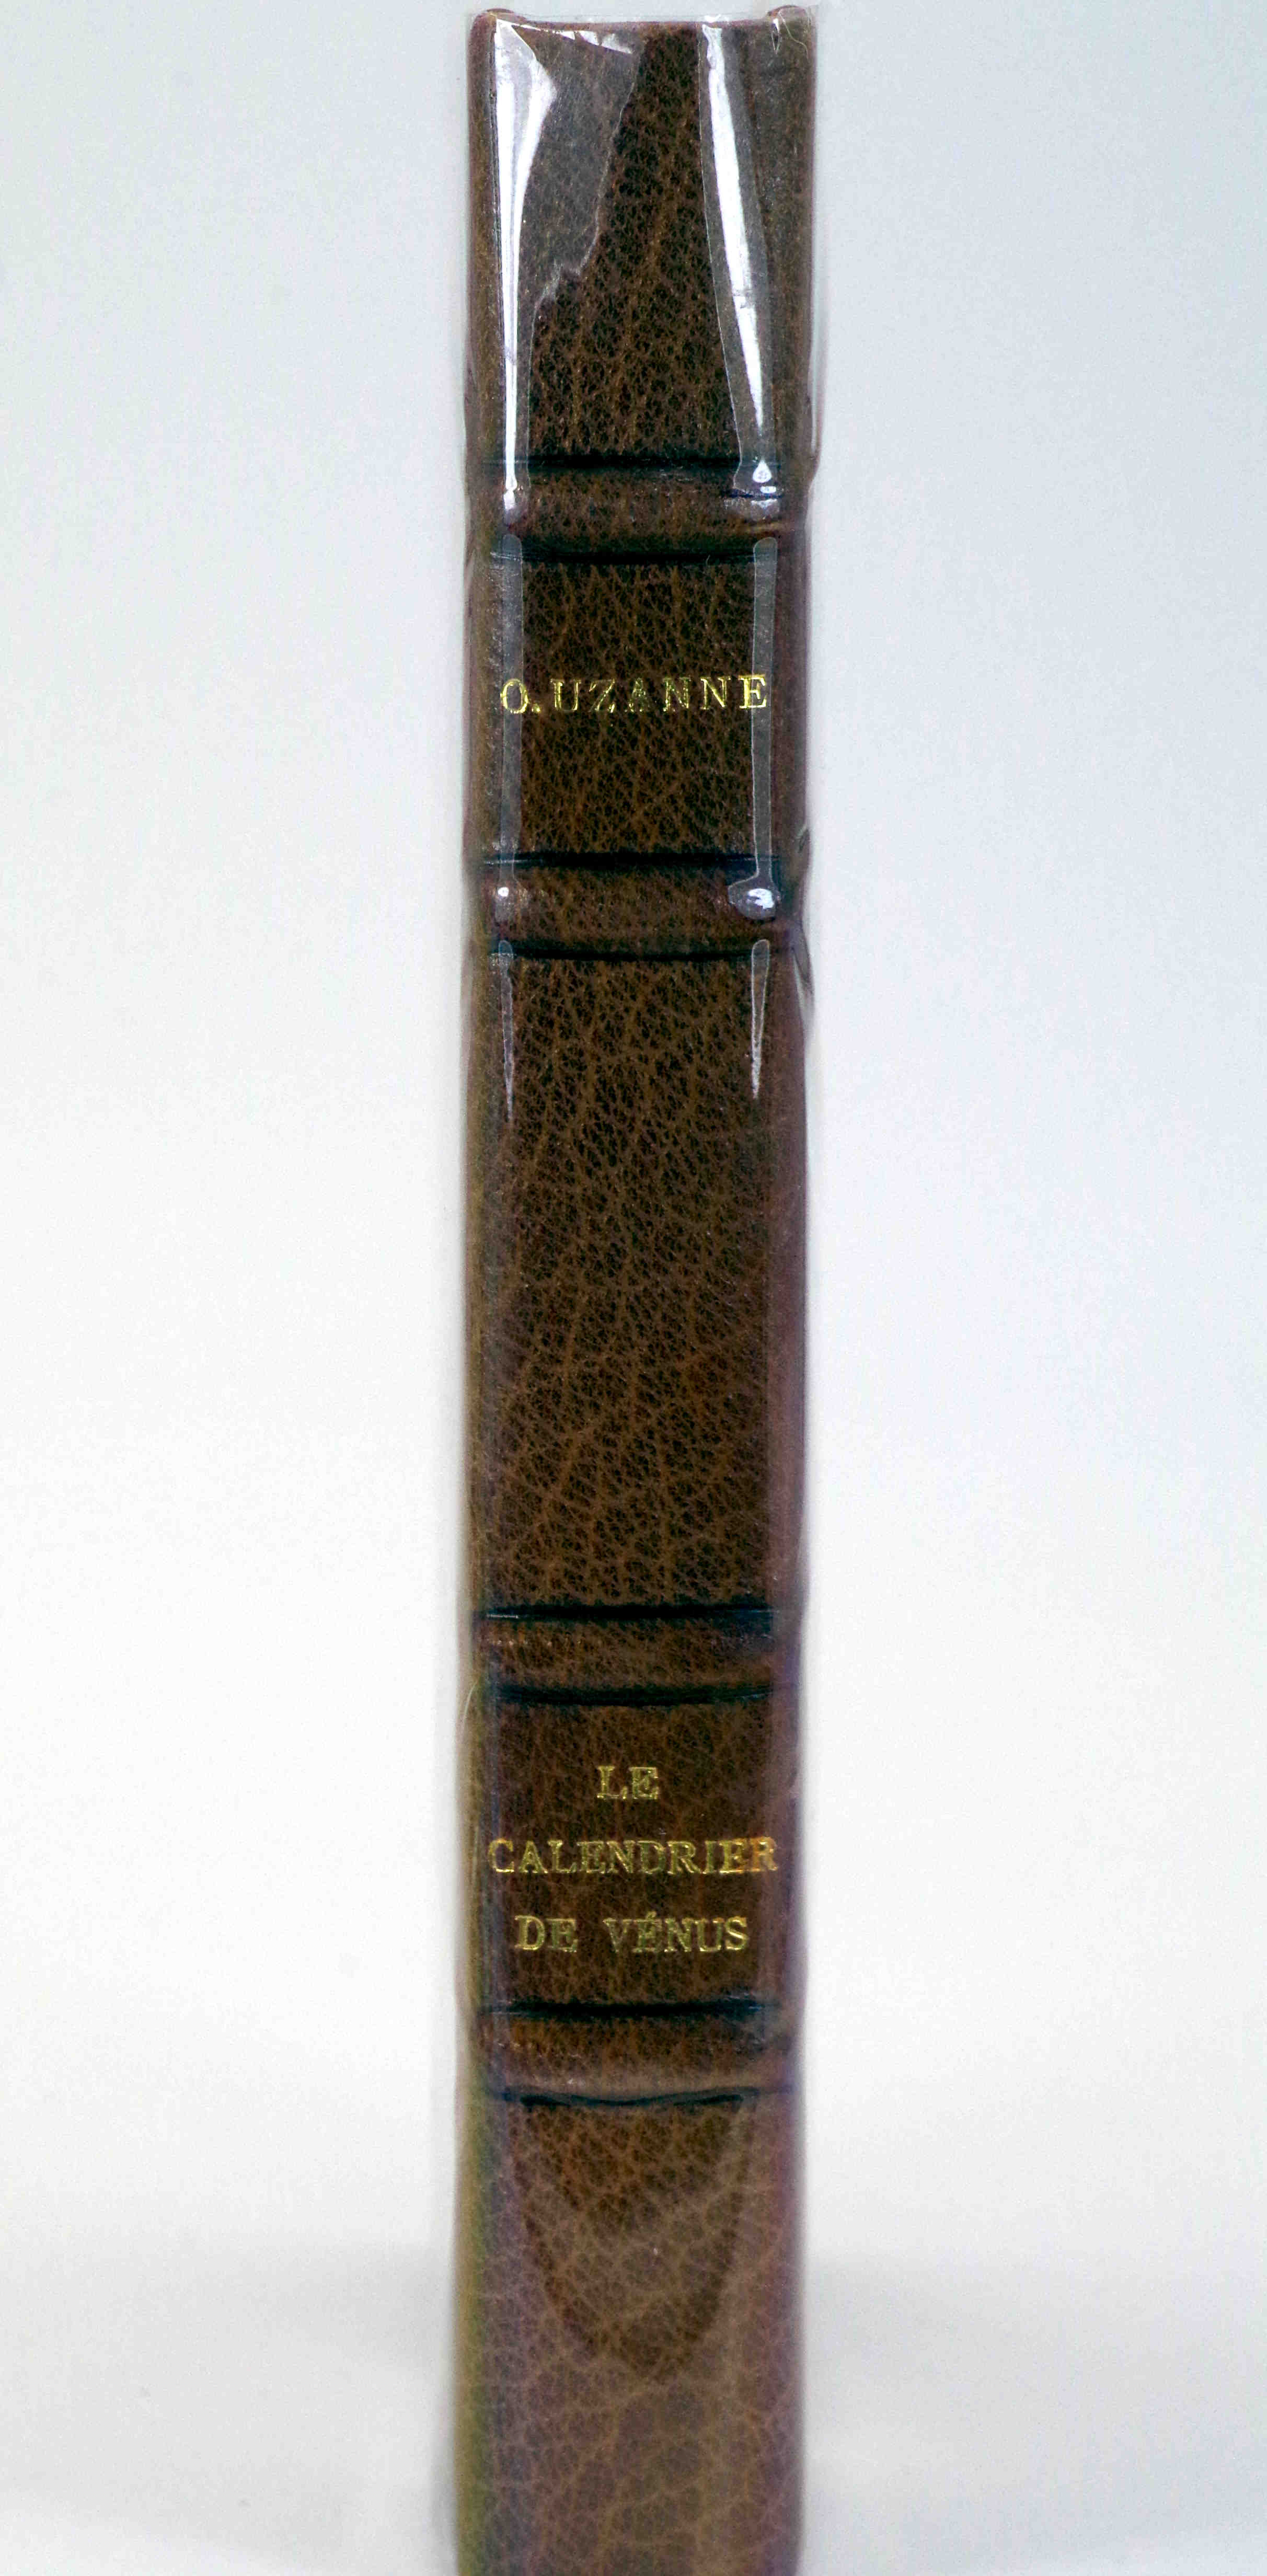 O. UZANNE
LE
CALENDRIER
DE VÉNUS